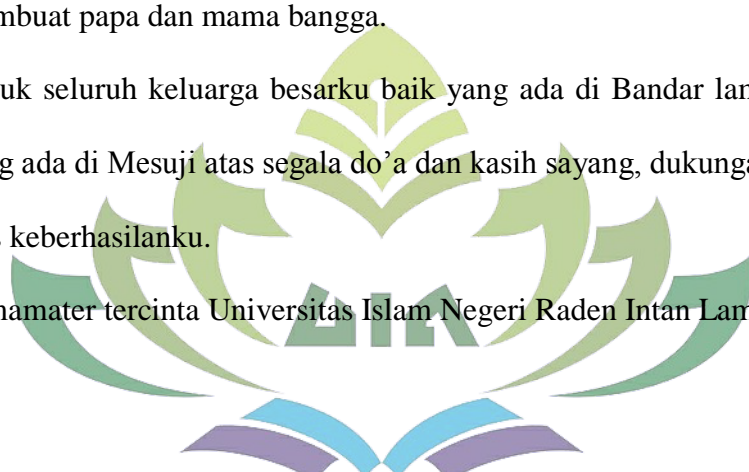 mbuat papa dan mama bangga.
uk seluruh keluarga besarku baik yang ada di Bandar lan
g ada di Mesuji atas segala do’a dan kasih sayang, dukunga
keberhasilanku.
namater tercinta Universitas Islam Negeri Raden Intan Lam
UIN